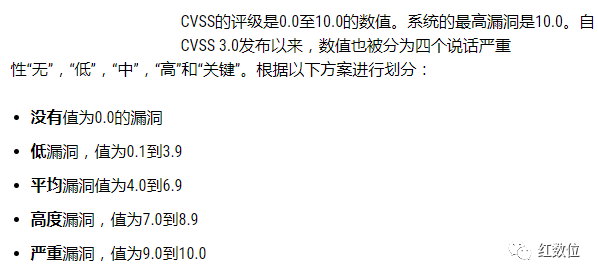 CVSS的评级是0.0至10.0的数值。系统的最高漏洞是10.0。自
CVSS 3.0发布以来，数值也被分为四个说话严重
性“无”，“低”，“中”，“高”和“关键”。根据以下方案进行划分：
• 没有值为0.0的漏洞
• 低漏洞，值为0.1到3.9
• 平均漏洞值为4.0到6.9
• 高度漏洞，值为7.0到8.9
• 严重漏洞，值为9.0到10.0
红数位